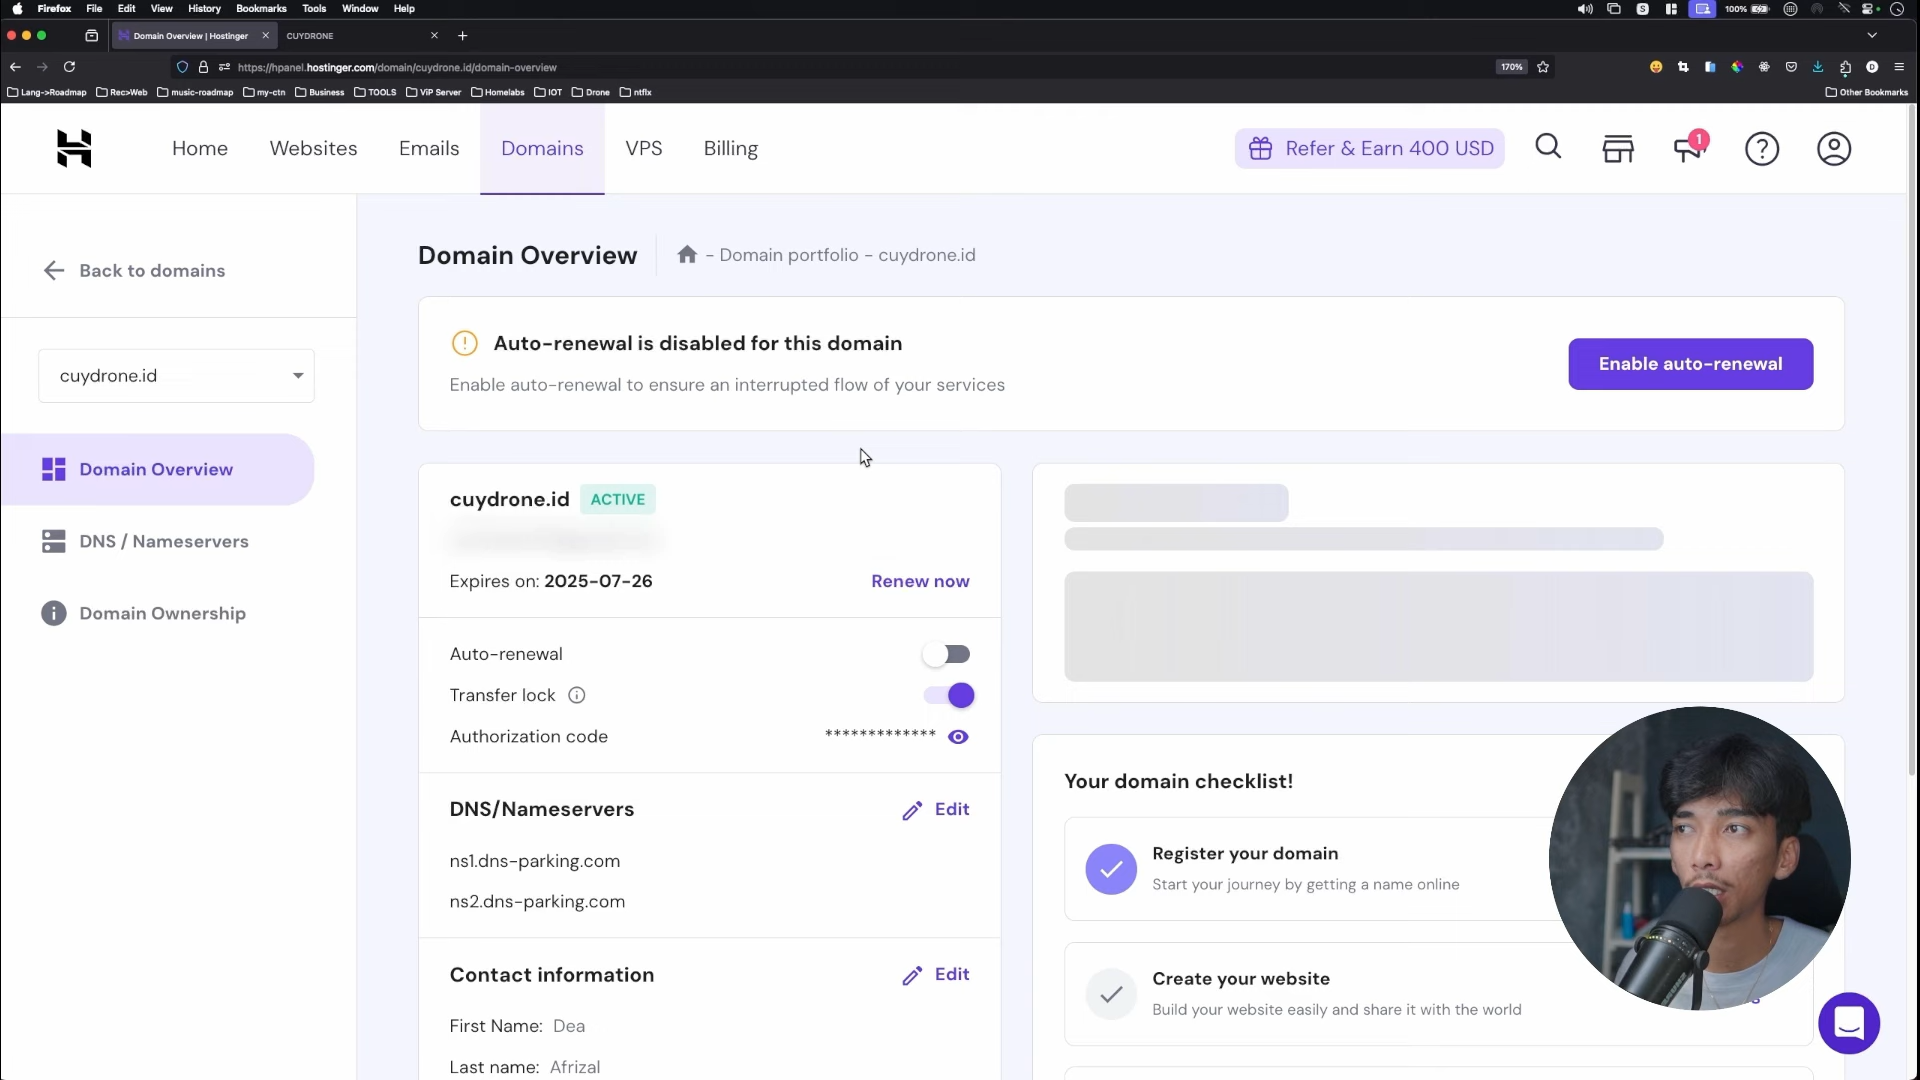 Firefox File Edit View History Bookmarks Tools Window Help 100%
Domain Overview | Hostinger CUYDRONE
https://hpanel.hostinger.com/domain/cuydrone.id/domain-overview 170%
Lang->Roadmap Rec>Web music-roadmap my-ctn Business TOOLS ViP Server Homelabs IOT Drone ntflx Other Bookmarks
Home Websites Emails Domains VPS Billing Refer & Earn 400 USD 1
Back to domains
cuydrone.id
Domain Overview
DNS / Nameservers
Domain Ownership
Domain Overview - Domain portfolio - cuydrone.id
Auto-renewal is disabled for this domain
Enable auto-renewal to ensure an interrupted flow of your services
Enable auto-renewal
cuydrone.id ACTIVE
Expires on: 2025-07-26 Renew now
Auto-renewal
Transfer lock
Authorization code *************
DNS/Nameservers Edit
ns1.dns-parking.com
ns2.dns-parking.com
Contact information Edit
First Name: Dea
Last name: Afrizal
Your domain checklist!
Register your domain
Start your journey by getting a name online
Create your website
Build your website easily and share it with the world